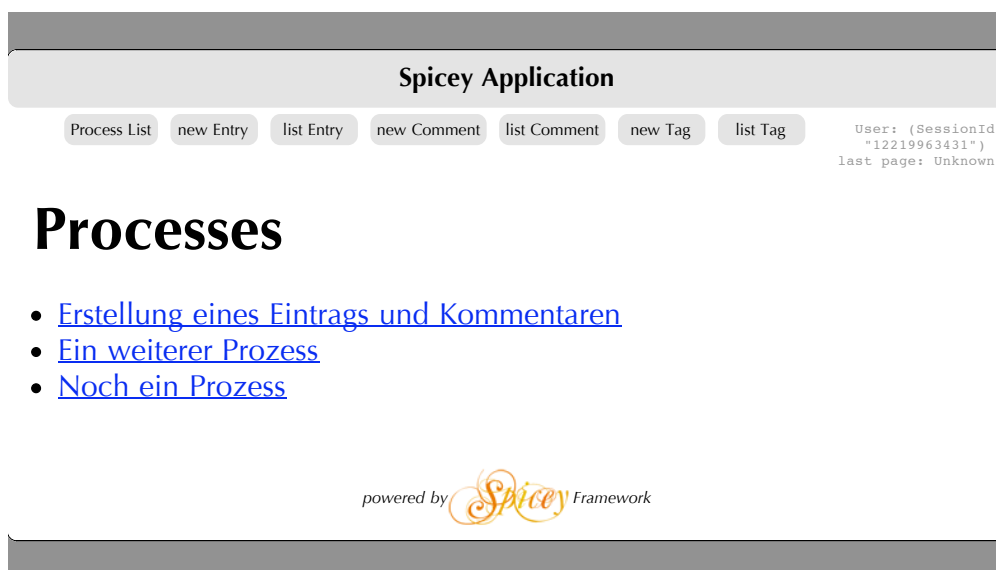 Spicey Application
Process List new Entry list Entry new Comment list Comment new Tag list Tag
User: (SessionId
"12219963431")
last page: Unknown
Processes
Erstellung eines Eintrags und Kommentaren
Ein weiterer Prozess
Noch ein Prozess
powered by Spicey Framework